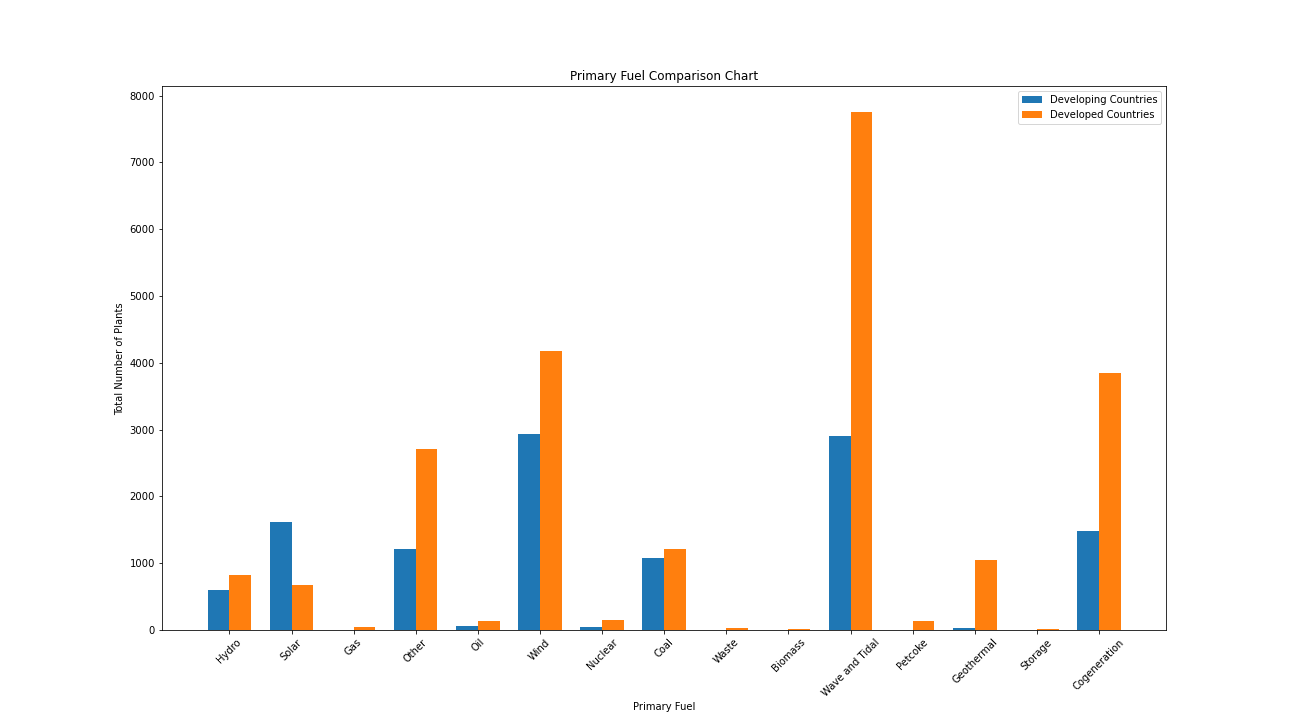 Primary Fuel Comparison Chart
Developing Countries
Developed Countries
Total Number of Plants
8000
7000
6000
5000
4000
3000
2000
1000
0
Hydro
Solar
Gas
Other
Oil
Wind
Nuclear
Coal
Waste
Biomass
Wave and Tidal
Petcoke
Geothermal
Storage
Cogeneration
Primary Fuel